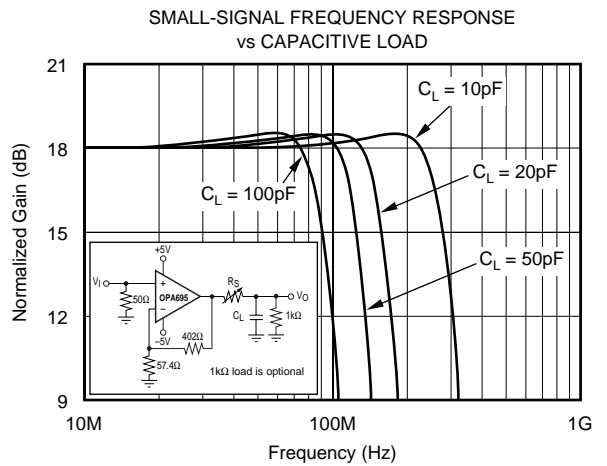 SMALL-SIGNAL FREQUENCY RESPONSE
vs CAPACITIVE LOAD
21
18
15
12
9
Normalized Gain (dB)
C_L = 10pF
C_L = 100pF
C_L = 20pF
C_L = 50pF
+5V
V_I
50Ω
+
OPA695
−
−5V
R_S
V_O
C_L
1kΩ
402Ω
57.4Ω
1kΩ load is optional
10M
100M
1G
Frequency (Hz)